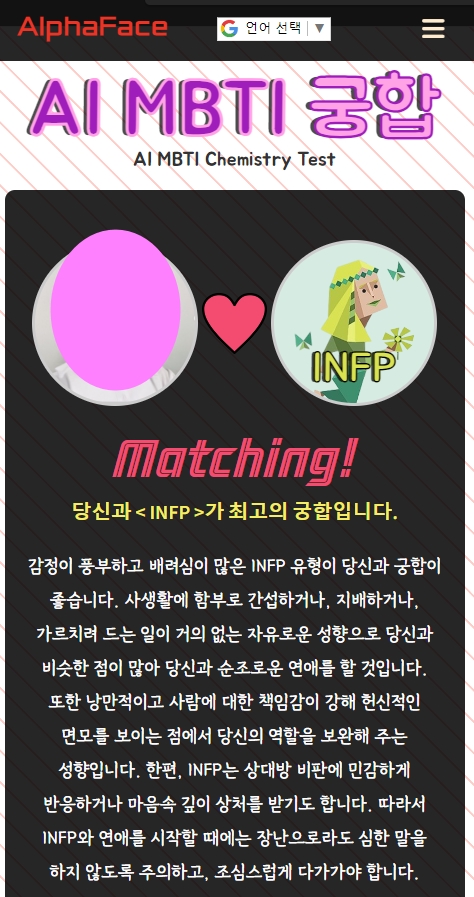 AlphaFace
언어 선택 ▼
AI MBTI 궁합
AI MBTI Chemistry Test
INFP
Matching!
당신과 < INFP >가 최고의 궁합입니다.
감정이 풍부하고 배려심이 많은 INFP 유형이 당신과 궁합이
좋습니다. 사생활에 함부로 간섭하거나, 지배하거나,
가르치려 드는 일이 거의 없는 자유로운 성향으로 당신과
비슷한 점이 많아 당신과 순조로운 연애를 할 것입니다.
또한 낭만적이고 사람에 대한 책임감이 강해 헌신적인
면모를 보이는 점에서 당신의 역할을 보완해 주는
성향입니다. 한편, INFP는 상대방 비판에 민감하게
반응하거나 마음속 깊이 상처를 받기도 합니다. 따라서
INFP와 연애를 시작할 때에는 장난으로라도 심한 말을
하지 않도록 주의하고, 조심스럽게 다가가야 합니다.